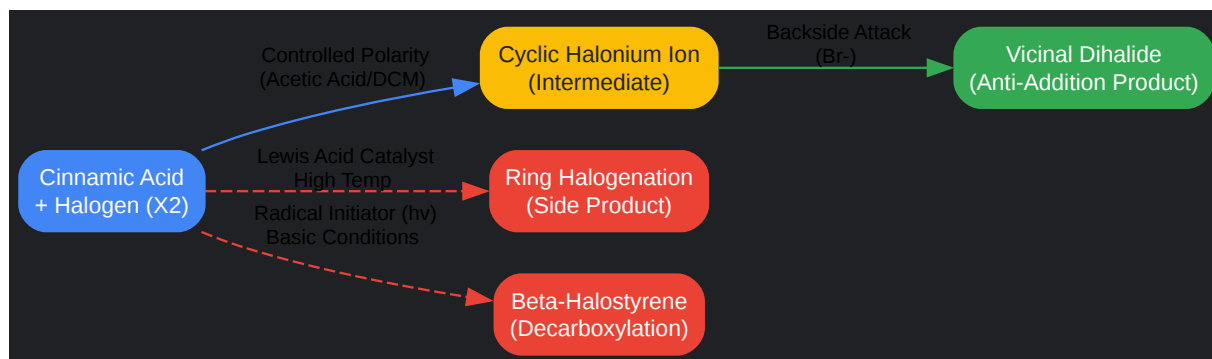 Controlled Polarity
(Acetic Acid/DCM)
Cyclic Halonium Ion
(Intermediate)
Backside Attack
(Br-)
Vicinal Dihalide
(Anti-Addition Product)
Cinnamic Acid
+ Halogen (X2)
Lewis Acid Catalyst
High Temp
Ring Halogenation
(Side Product)
Radical Initiator (hv)
Basic Conditions
Beta-Halostyrene
(Decarboxylation)